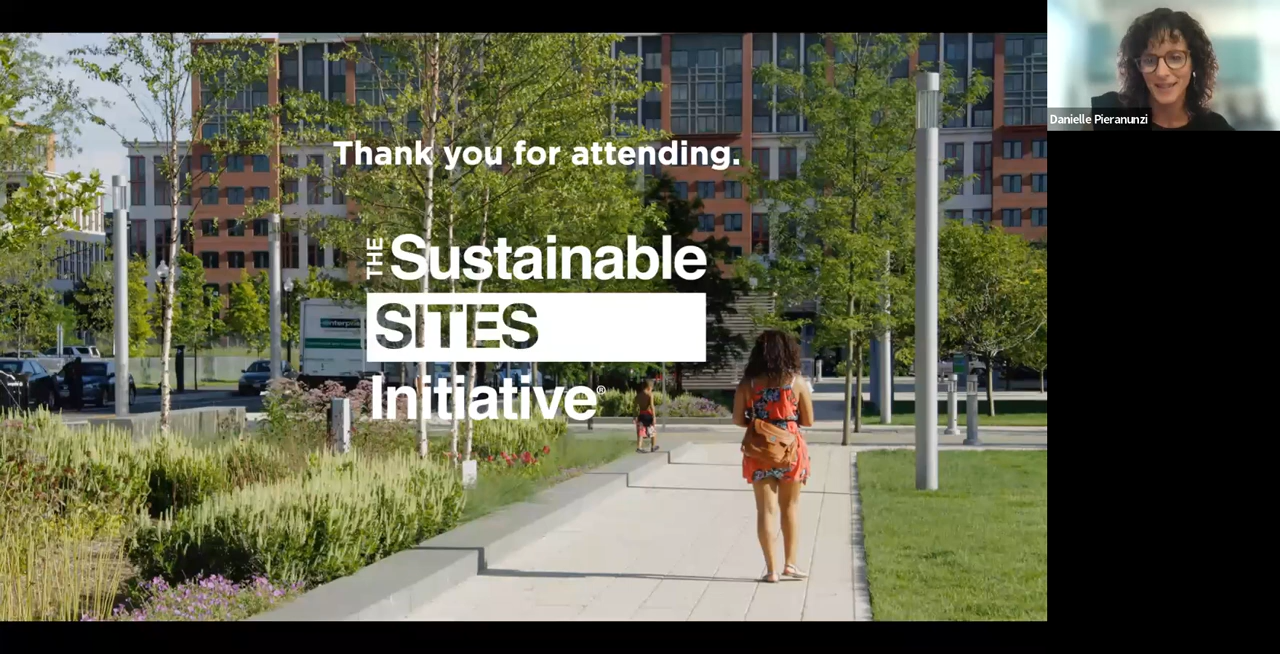 Thank you for attending.
THE Sustainable
SITES
Initiative®
Danielle Pieranunzi